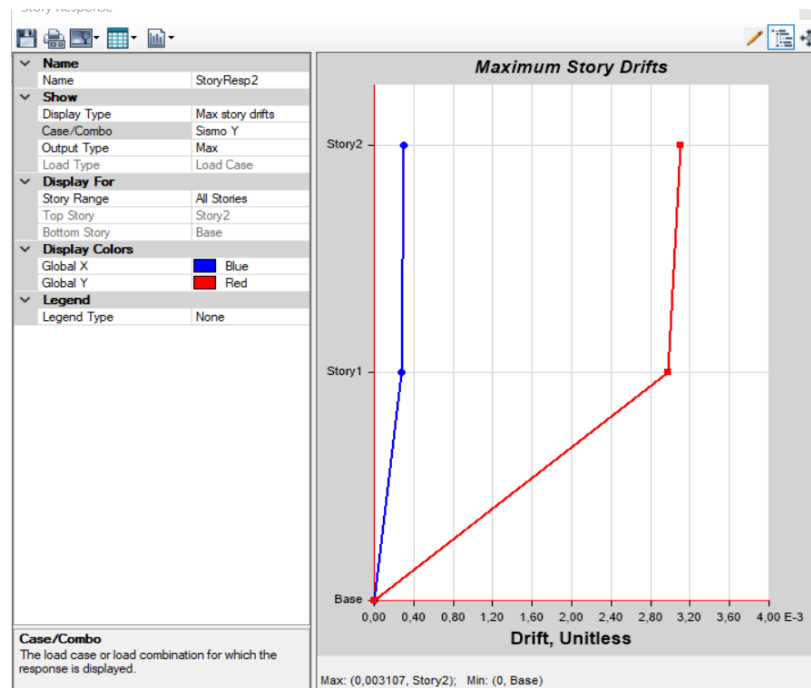 Story Response
Name
Name StoryResp2
Show
Display Type Max story drifts
Case/Combo Sismo Y
Output Type Max
Load Type Load Case
Display For
Story Range All Stories
Top Story Story2
Bottom Story Base
Display Colors
Global X Blue
Global Y Red
Legend
Legend Type None
Case/Combo
The load case or load combination for which the
response is displayed.
Maximum Story Drifts
Story2
Story1
Base
0,00 0,40 0,80 1,20 1,60 2,00 2,40 2,80 3,20 3,60 4,00 E-3
Drift, Unitless
Max: (0,003107, Story2); Min: (0, Base)